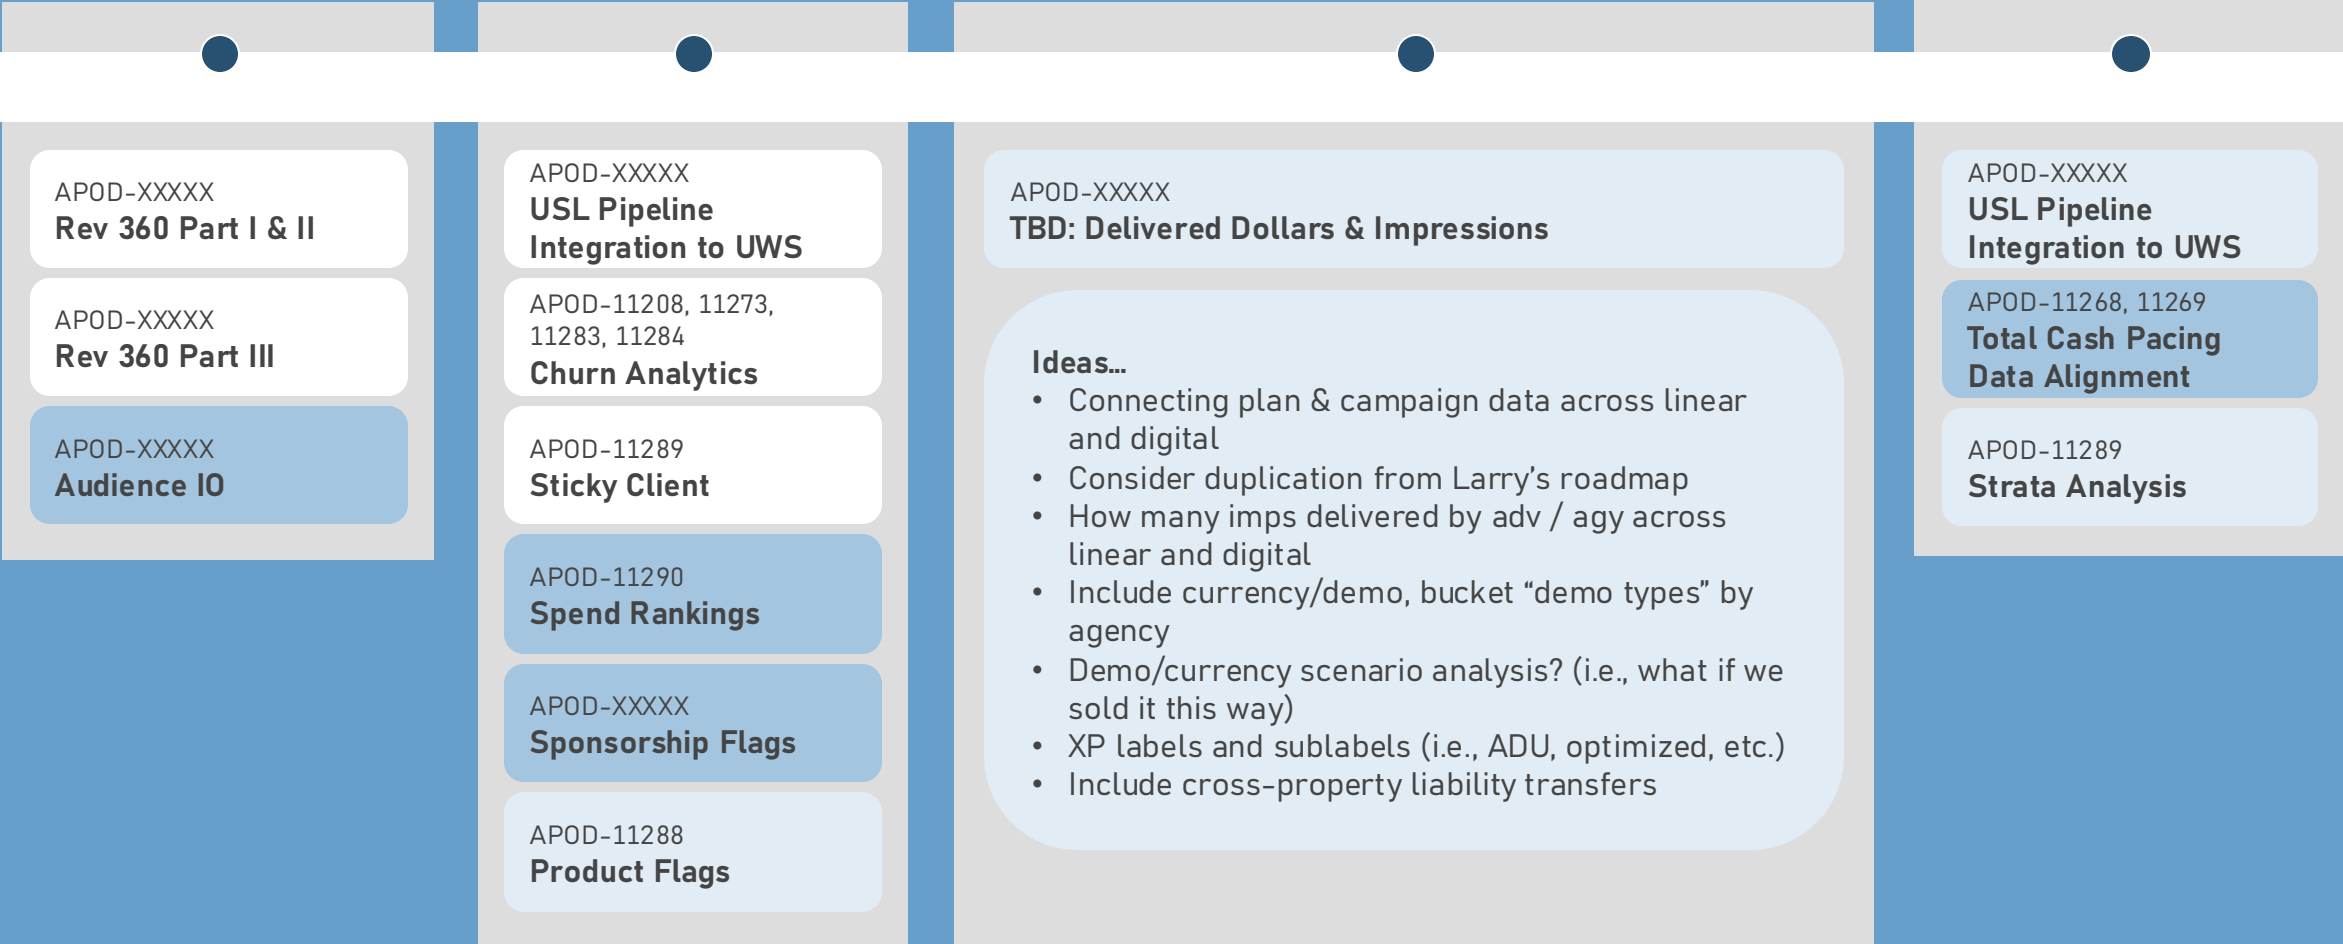 APOD-XXXXX
Rev 360 Part I & II
APOD-XXXXX
Rev 360 Part III
APOD-XXXXX
Audience IO
APOD-XXXXX
USL Pipeline
Integration to UWS
APOD-11208, 11273,
11283, 11284
Churn Analytics
APOD-11289
Sticky Client
APOD-11290
Spend Rankings
APOD-XXXXX
Sponsorship Flags
APOD-11288
Product Flags
APOD-XXXXX
TBD: Delivered Dollars & Impressions
Ideas...
• Connecting plan & campaign data across linear
and digital
• Consider duplication from Larry’s roadmap
• How many imps delivered by adv / agy across
linear and digital
• Include currency/demo, bucket “demo types” by
agency
• Demo/currency scenario analysis? (i.e., what if we
sold it this way)
• XP labels and sublabels (i.e., ADU, optimized, etc.)
• Include cross-property liability transfers
APOD-XXXXX
USL Pipeline
Integration to UWS
APOD-11268, 11269
Total Cash Pacing
Data Alignment
APOD-11289
Strata Analysis